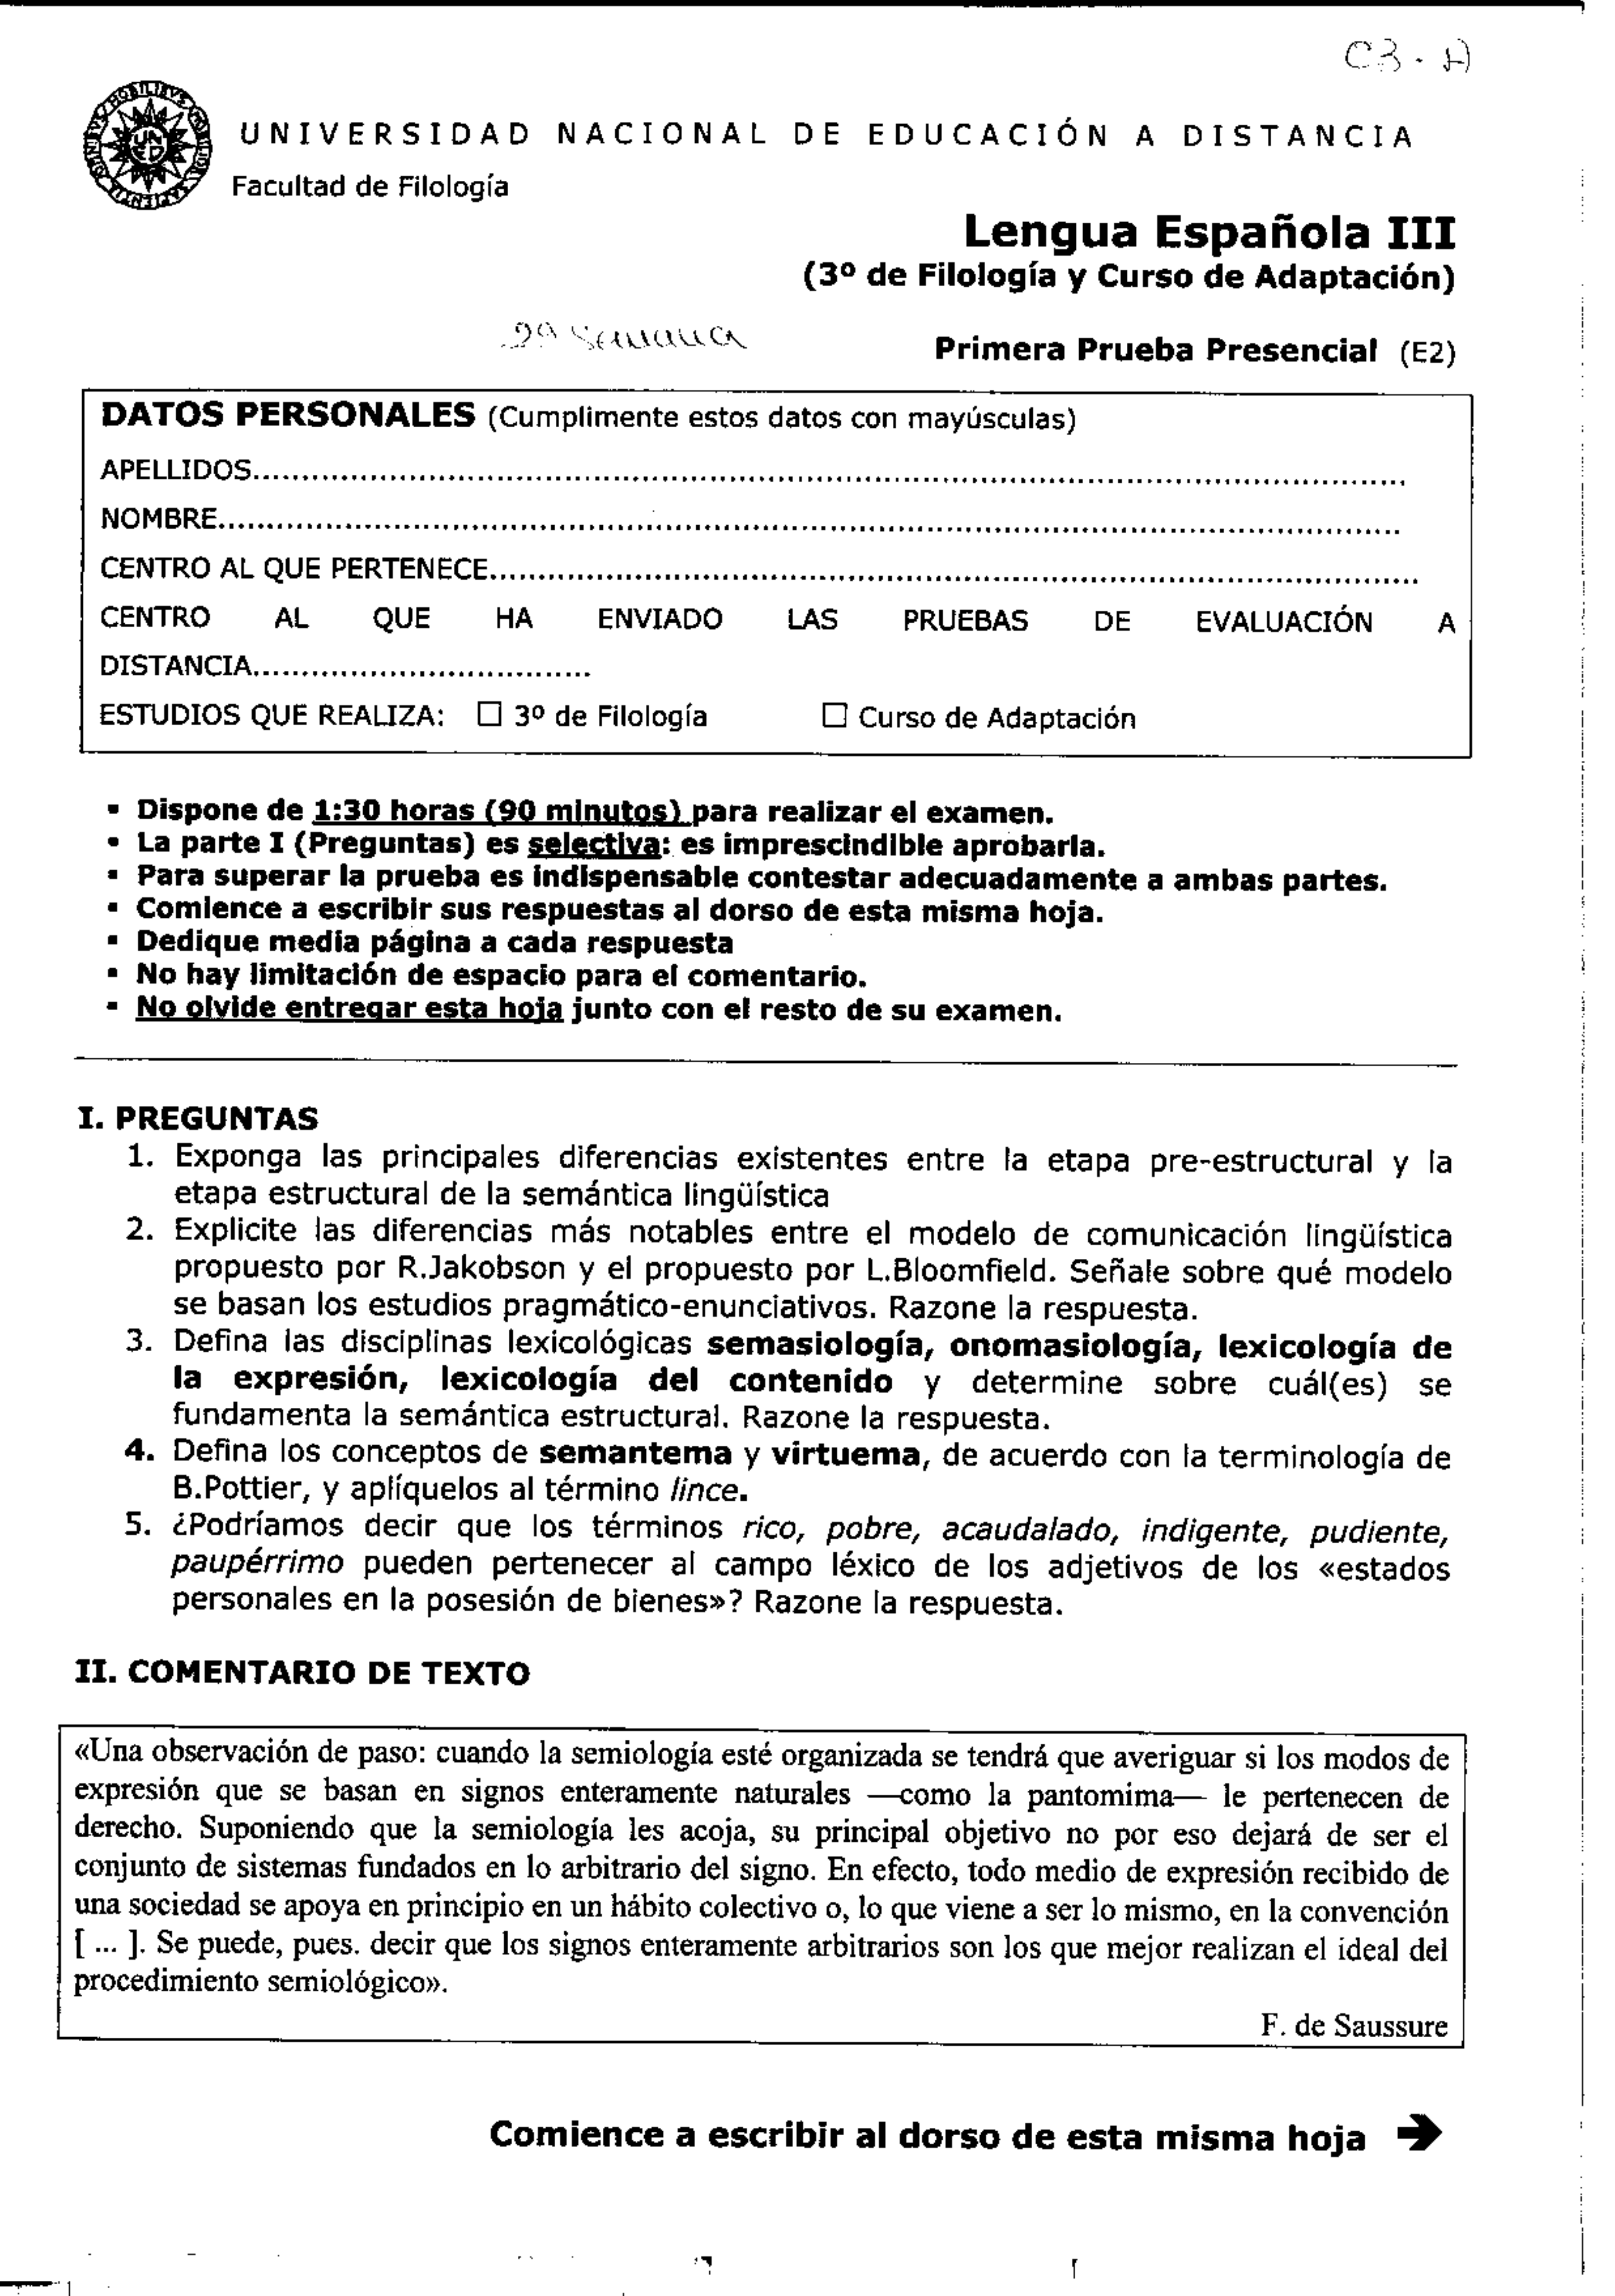 C3 · A
UNIVERSIDAD NACIONAL DE EDUCACIÓN A DISTANCIA
Facultad de Filología
Lengua Española III
(3º de Filología y Curso de Adaptación)
2ª semana
Primera Prueba Presencial (E2)
DATOS PERSONALES (Cumplimente estos datos con mayúsculas)
APELLIDOS
NOMBRE
CENTRO AL QUE PERTENECE
CENTRO AL QUE HA ENVIADO LAS PRUEBAS DE EVALUACIÓN A
DISTANCIA
ESTUDIOS QUE REALIZA: ☐ 3º de Filología ☐ Curso de Adaptación
▪ Dispone de 1:30 horas (90 minutos) para realizar el examen.
▪ La parte I (Preguntas) es selectiva: es imprescindible aprobarla.
▪ Para superar la prueba es indispensable contestar adecuadamente a ambas partes.
▪ Comience a escribir sus respuestas al dorso de esta misma hoja.
▪ Dedique media página a cada respuesta
▪ No hay limitación de espacio para el comentario.
▪ No olvide entregar esta hoja junto con el resto de su examen.
I. PREGUNTAS
1. Exponga las principales diferencias existentes entre la etapa pre-estructural y la
etapa estructural de la semántica lingüística
2. Explicite las diferencias más notables entre el modelo de comunicación lingüística
propuesto por R.Jakobson y el propuesto por L.Bloomfield. Señale sobre qué modelo
se basan los estudios pragmático-enunciativos. Razone la respuesta.
3. Defina las disciplinas lexicológicas semasiología, onomasiología, lexicología de
la expresión, lexicología del contenido y determine sobre cuál(es) se
fundamenta la semántica estructural. Razone la respuesta.
4. Defina los conceptos de semantema y virtuema, de acuerdo con la terminología de
B.Pottier, y aplíquelos al término lince.
5. ¿Podríamos decir que los términos rico, pobre, acaudalado, indigente, pudiente,
paupérrimo pueden pertenecer al campo léxico de los adjetivos de los «estados
personales en la posesión de bienes»? Razone la respuesta.
II. COMENTARIO DE TEXTO
«Una observación de paso: cuando la semiología esté organizada se tendrá que averiguar si los modos de
expresión que se basan en signos enteramente naturales —como la pantomima— le pertenecen de
derecho. Suponiendo que la semiología les acoja, su principal objetivo no por eso dejará de ser el
conjunto de sistemas fundados en lo arbitrario del signo. En efecto, todo medio de expresión recibido de
una sociedad se apoya en principio en un hábito colectivo o, lo que viene a ser lo mismo, en la convención
[ ... ]. Se puede, pues. decir que los signos enteramente arbitrarios son los que mejor realizan el ideal del
procedimiento semiológico».
F. de Saussure
Comience a escribir al dorso de esta misma hoja ➔